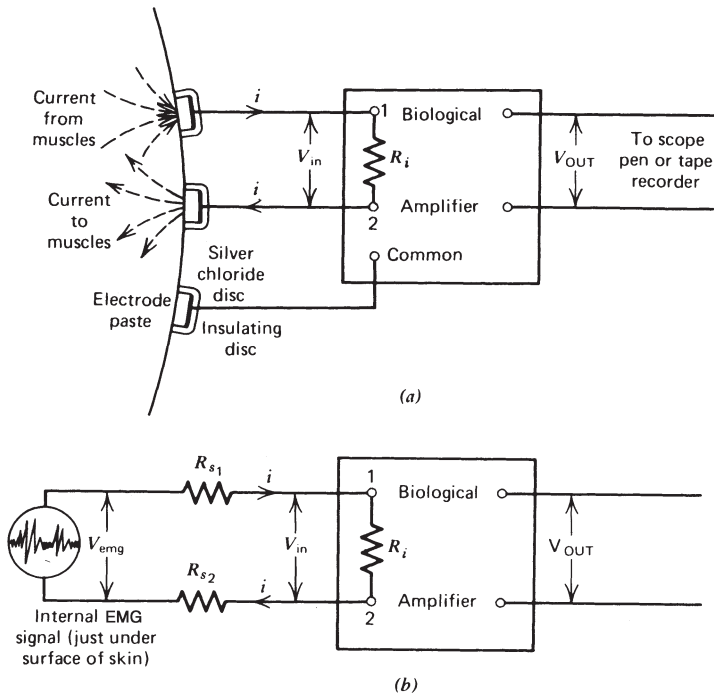 Current
from
muscles
i
1
Biological
V_in
R_i
V_OUT
To scope
pen or tape
recorder
Current
to
muscles
i
2
Amplifier
Silver
chloride
disc
Common
Electrode
paste
Insulating
disc
(a)
R_s1
i
1
Biological
V_emg
V_in
R_i
V_OUT
R_s2
i
2
Amplifier
Internal EMG
signal (just under
surface of skin)
(b)